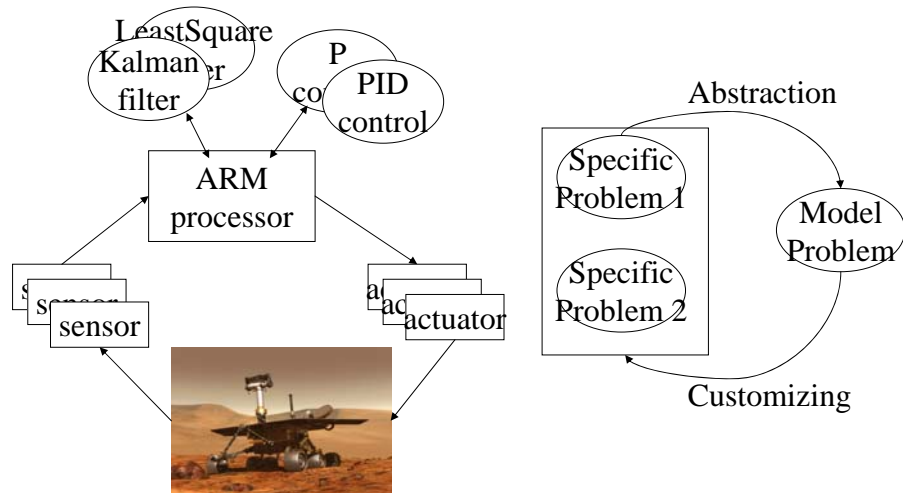 LeastSquare
Kalman
filter
P
PID
control
ARM
processor
sensor
actuator
Abstraction
Specific
Problem 1
Model
Problem
Specific
Problem 2
Customizing